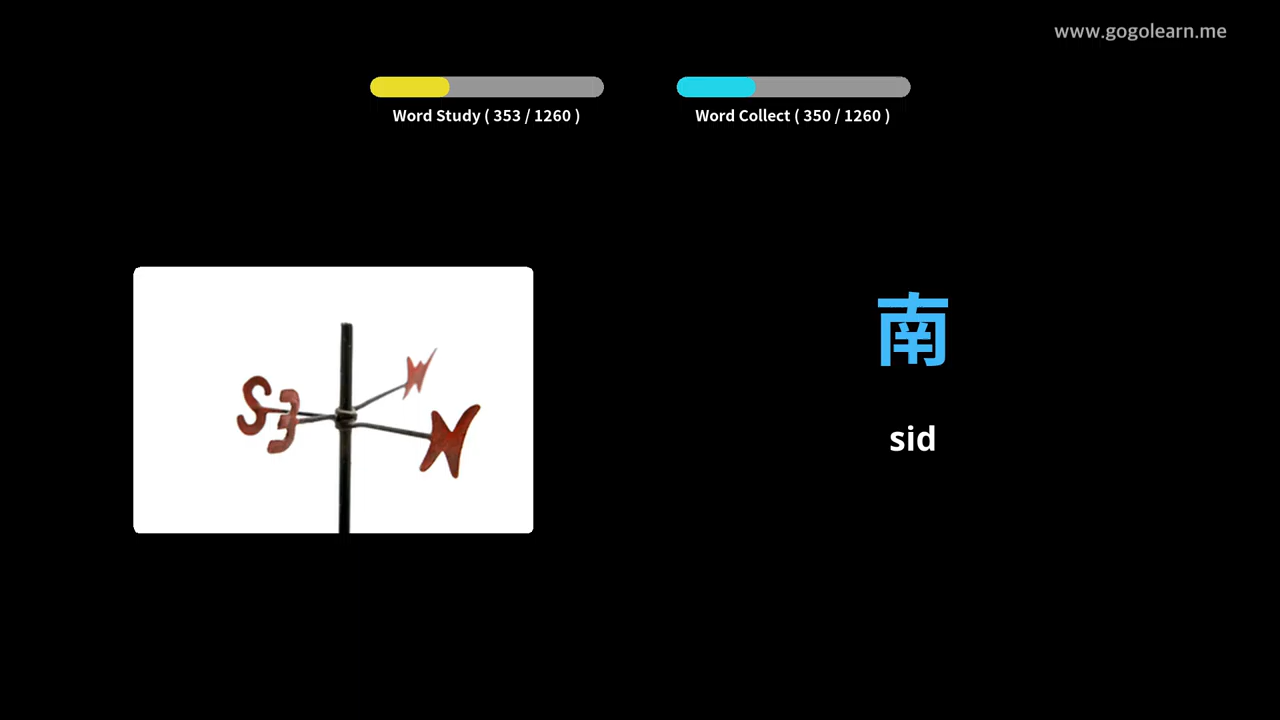 www.gogolearn.me
Word Study ( 353 / 1260 )
Word Collect ( 350 / 1260 )
S E N
N
南
sid